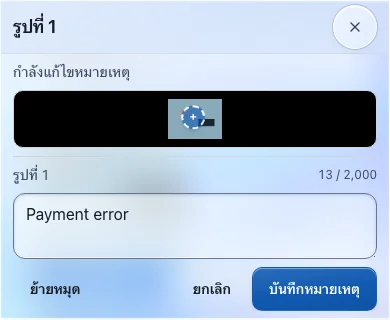 รูปที่ 1
กำลังแก้ไขหมายเหตุ
รูปที่ 1
13 / 2,000
Payment error
ย้ายหมุด
ยกเลิก
บันทึกหมายเหตุ